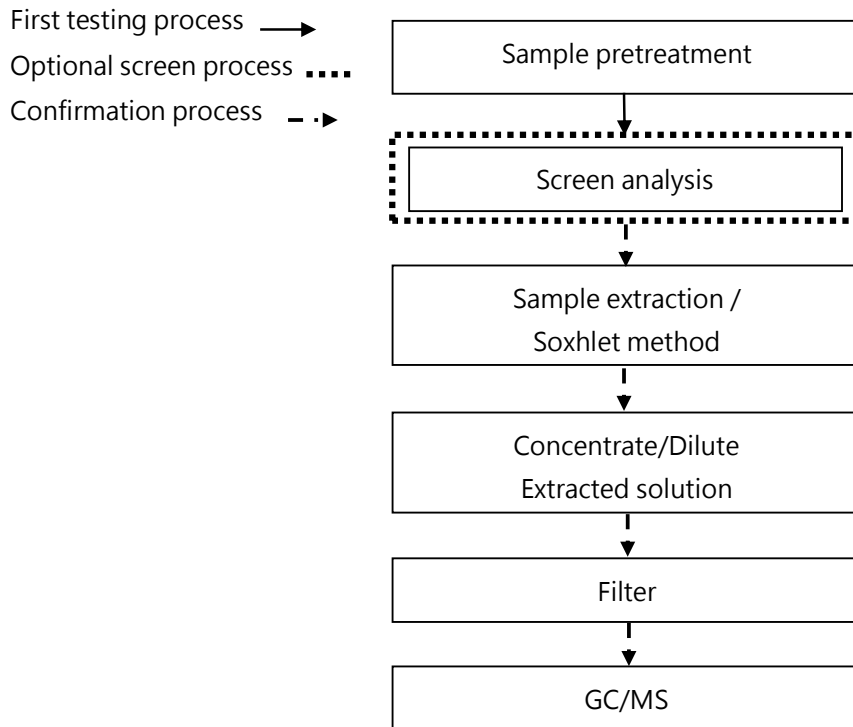 First testing process
Optional screen process
Confirmation process
Sample pretreatment
Screen analysis
Sample extraction /
Soxhlet method
Concentrate/Dilute
Extracted solution
Filter
GC/MS